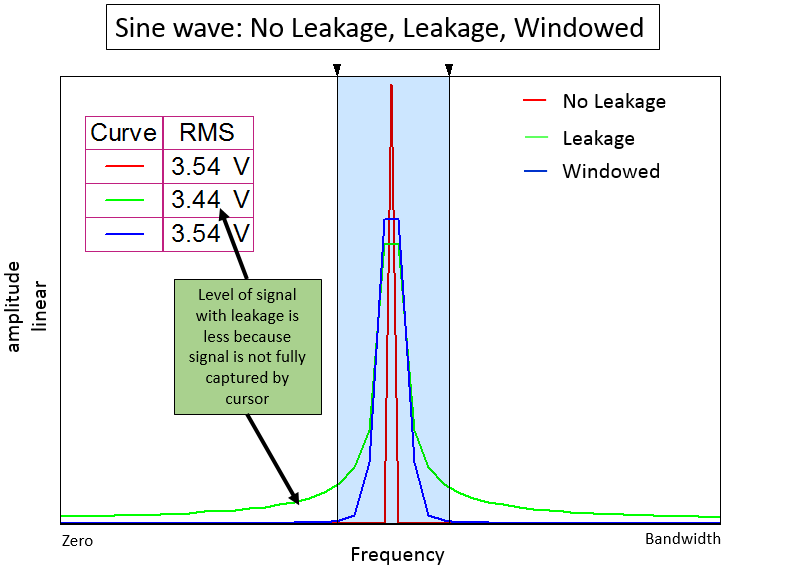 Sine wave: No Leakage, Leakage, Windowed
Curve RMS
3.54 V
3.44 V
3.54 V
No Leakage
Leakage
Windowed
Level of signal
with leakage is
less because
signal is not fully
captured by
cursor
amplitude
linear
Zero
Frequency
Bandwidth